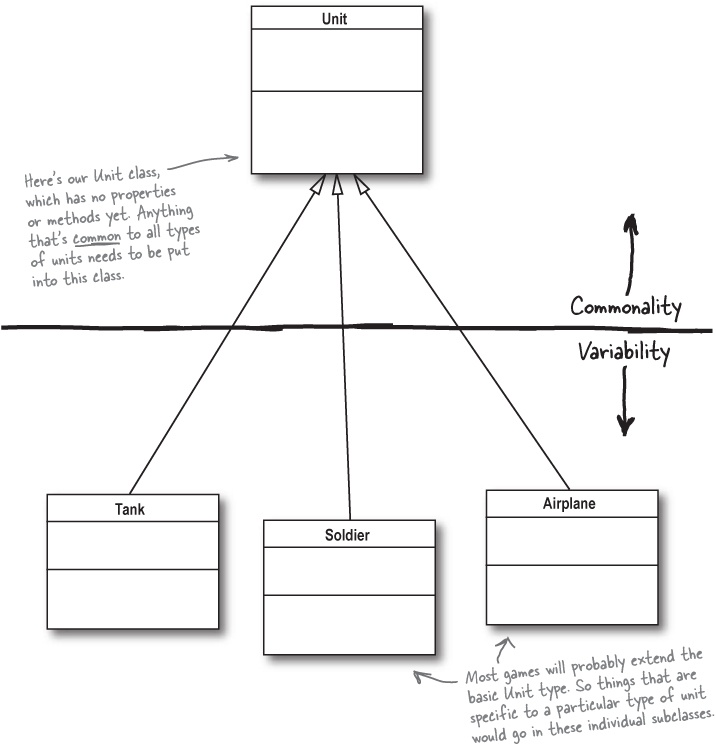 Unit
Here's our Unit class,
which has no properties
or methods yet. Anything
that's common to all types
of units needs to be put
into this class.
Commonality
Variability
Tank
Soldier
Airplane
Most games will probably extend the
basic Unit type. So things that are
specific to a particular type of unit
would go in these individual subclasses.